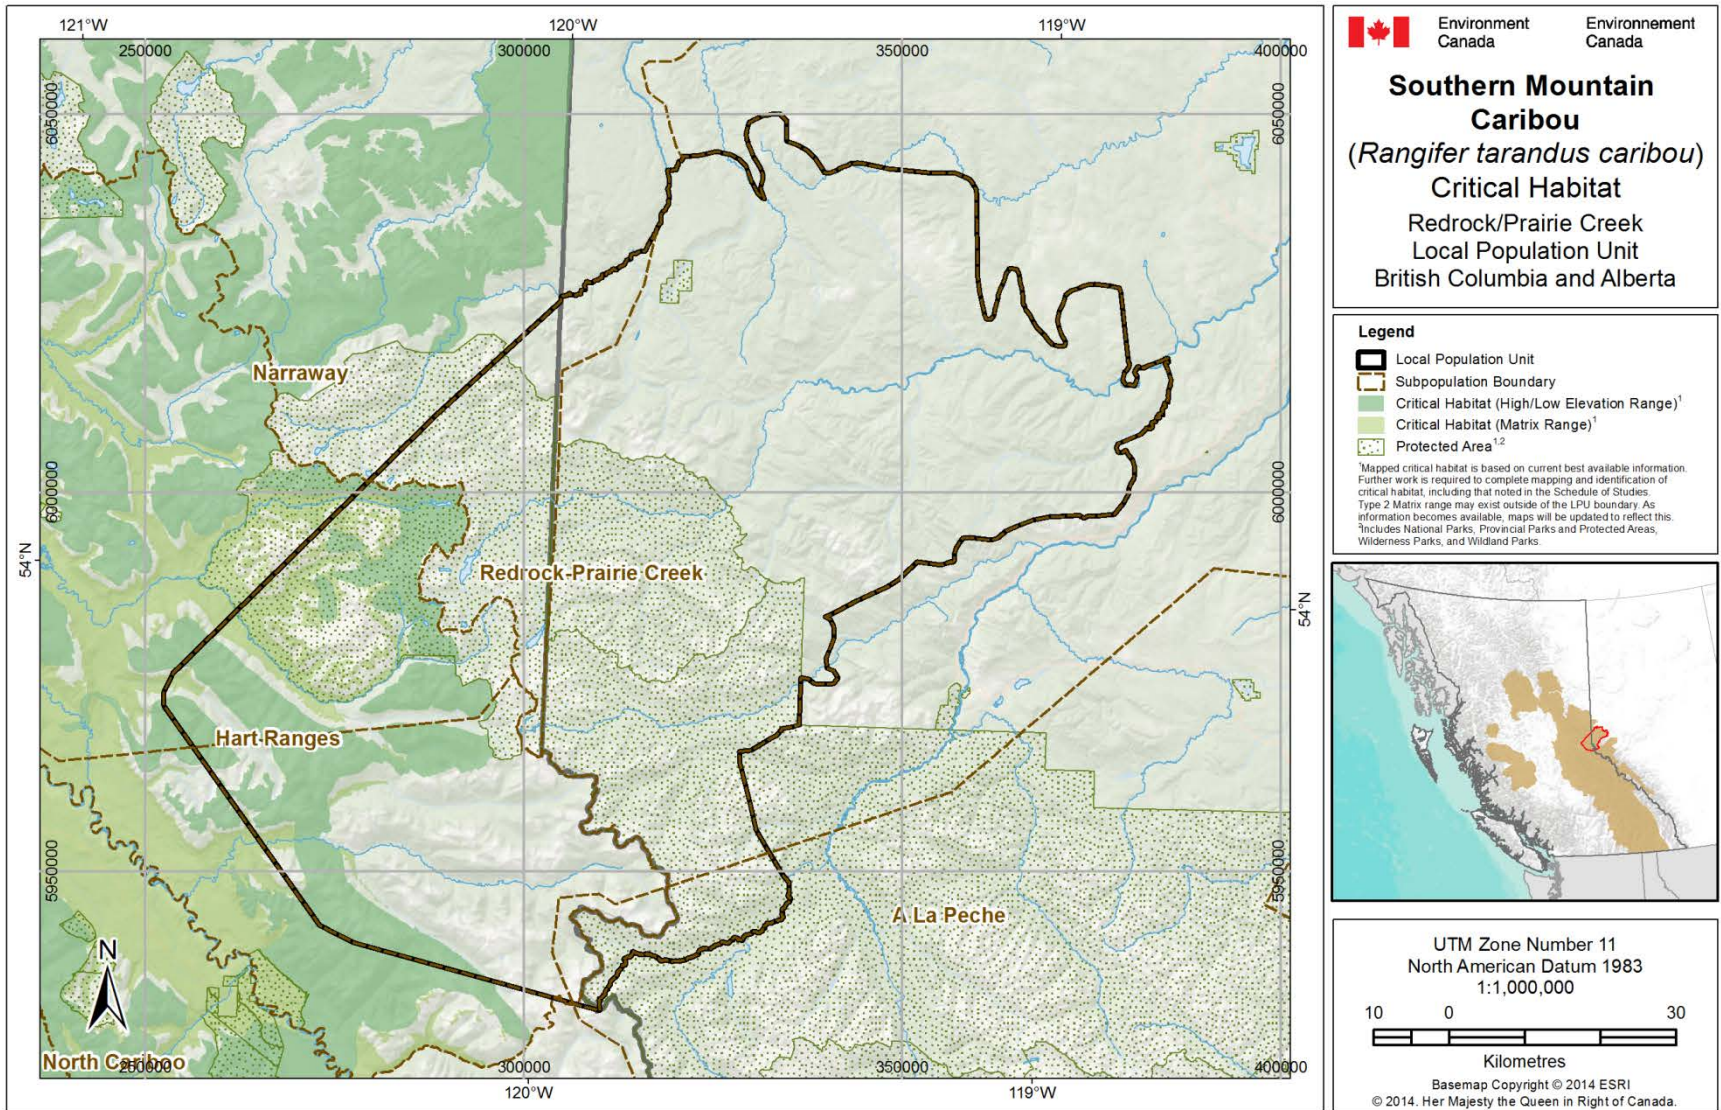 121°W
120°W
119°W
250000
300000
350000
400000
6050000
6050000
Narraway
6000000
6000000
54°N
54°N
Redrock-Prairie Creek
Hart Ranges
5950000
5950000
A La Peche
N
North Cariboo
250000
300000
350000
400000
120°W
119°W
Environment
Canada
Environnement
Canada
Southern Mountain
Caribou
(Rangifer tarandus caribou)
Critical Habitat
Redrock/Prairie Creek
Local Population Unit
British Columbia and Alberta
Legend
Local Population Unit
Subpopulation Boundary
Critical Habitat (High/Low Elevation Range)¹
Critical Habitat (Matrix Range)¹
Protected Area¹˒²
¹Mapped critical habitat is based on current best available information.
Further work is required to complete mapping and identification of
critical habitat, including that noted in the Schedule of Studies.
Type 2 Matrix range may exist outside of the LPU boundary. As
information becomes available, maps will be updated to reflect this.
²Includes National Parks, Provincial Parks and Protected Areas,
Wilderness Parks, and Wildland Parks.
UTM Zone Number 11
North American Datum 1983
1:1,000,000
10 0 30
Kilometres
Basemap Copyright © 2014 ESRI
© 2014. Her Majesty the Queen in Right of Canada.